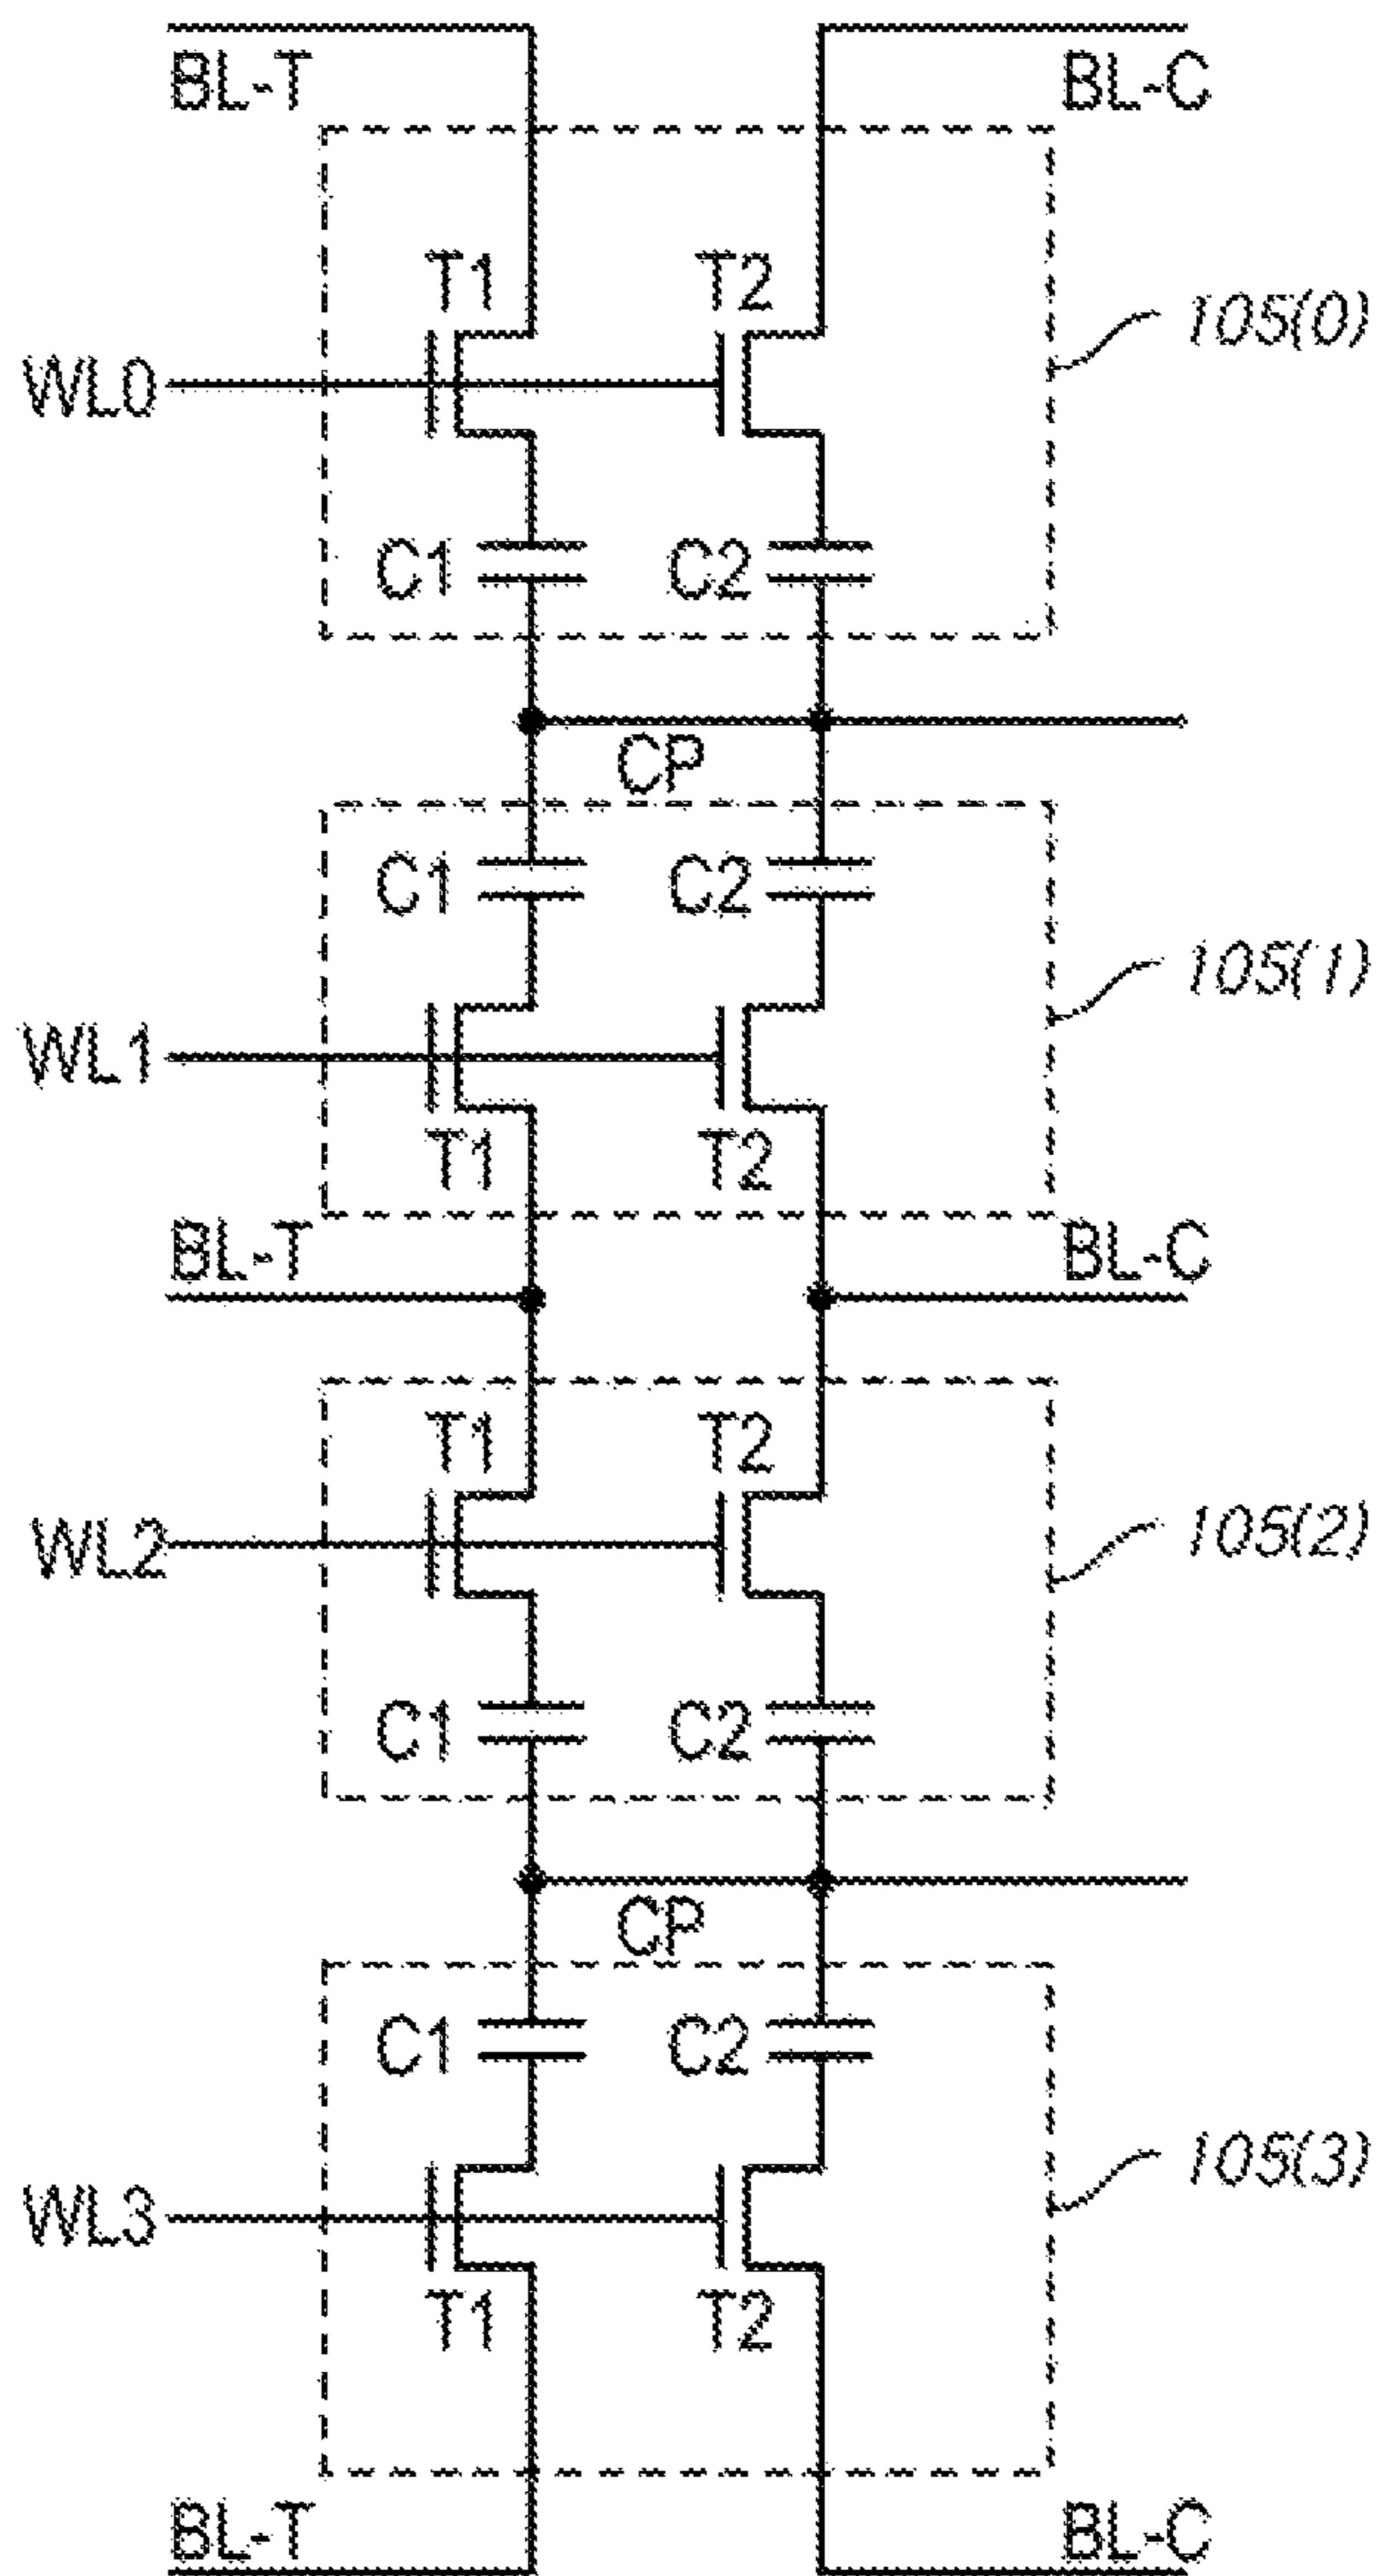 BL-T BL-C
T1 T2
105(0)
WL0
C1 C2
CP
C1 C2
105(1)
WL1
T1 T2
BL-T BL-C
T1 T2
105(2)
WL2
C1 C2
CP
C1 C2
105(3)
WL3
T1 T2
BL-T BL-C